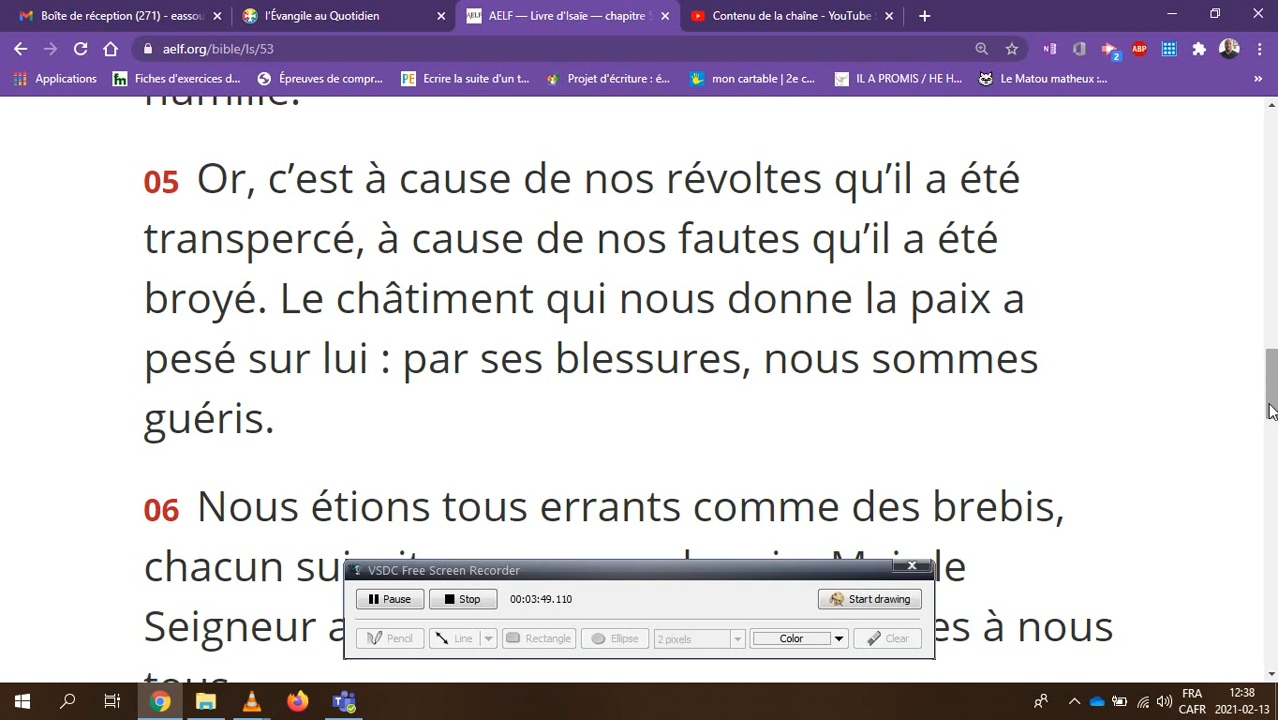 Boîte de réception (271) - eassou
l'Évangile au Quotidien
AELF — Livre d'Isaïe — chapitre 5
Contenu de la chaîne - YouTube
aelf.org/bible/Is/53
2
Applications
Fiches d'exercices d...
Épreuves de compr...
Ecrire la suite d'un t...
Projet d'écriture : é...
mon cartable | 2e c...
IL A PROMIS / HE H...
Le Matou matheux :...
humilié.
05 Or, c'est à cause de nos révoltes qu'il a été
transpercé, à cause de nos fautes qu'il a été
broyé. Le châtiment qui nous donne la paix a
pesé sur lui : par ses blessures, nous sommes
guéris.
06 Nous étions tous errants comme des brebis,
chacun
le
Seigneur
à nous
tous
VSDC Free Screen Recorder
Pause
Stop
00:03:49.110
Start drawing
Pencil
Line
Rectangle
Ellipse
2 pixels
Color
Clear
FRA
CAFR
12:38
2021-02-13